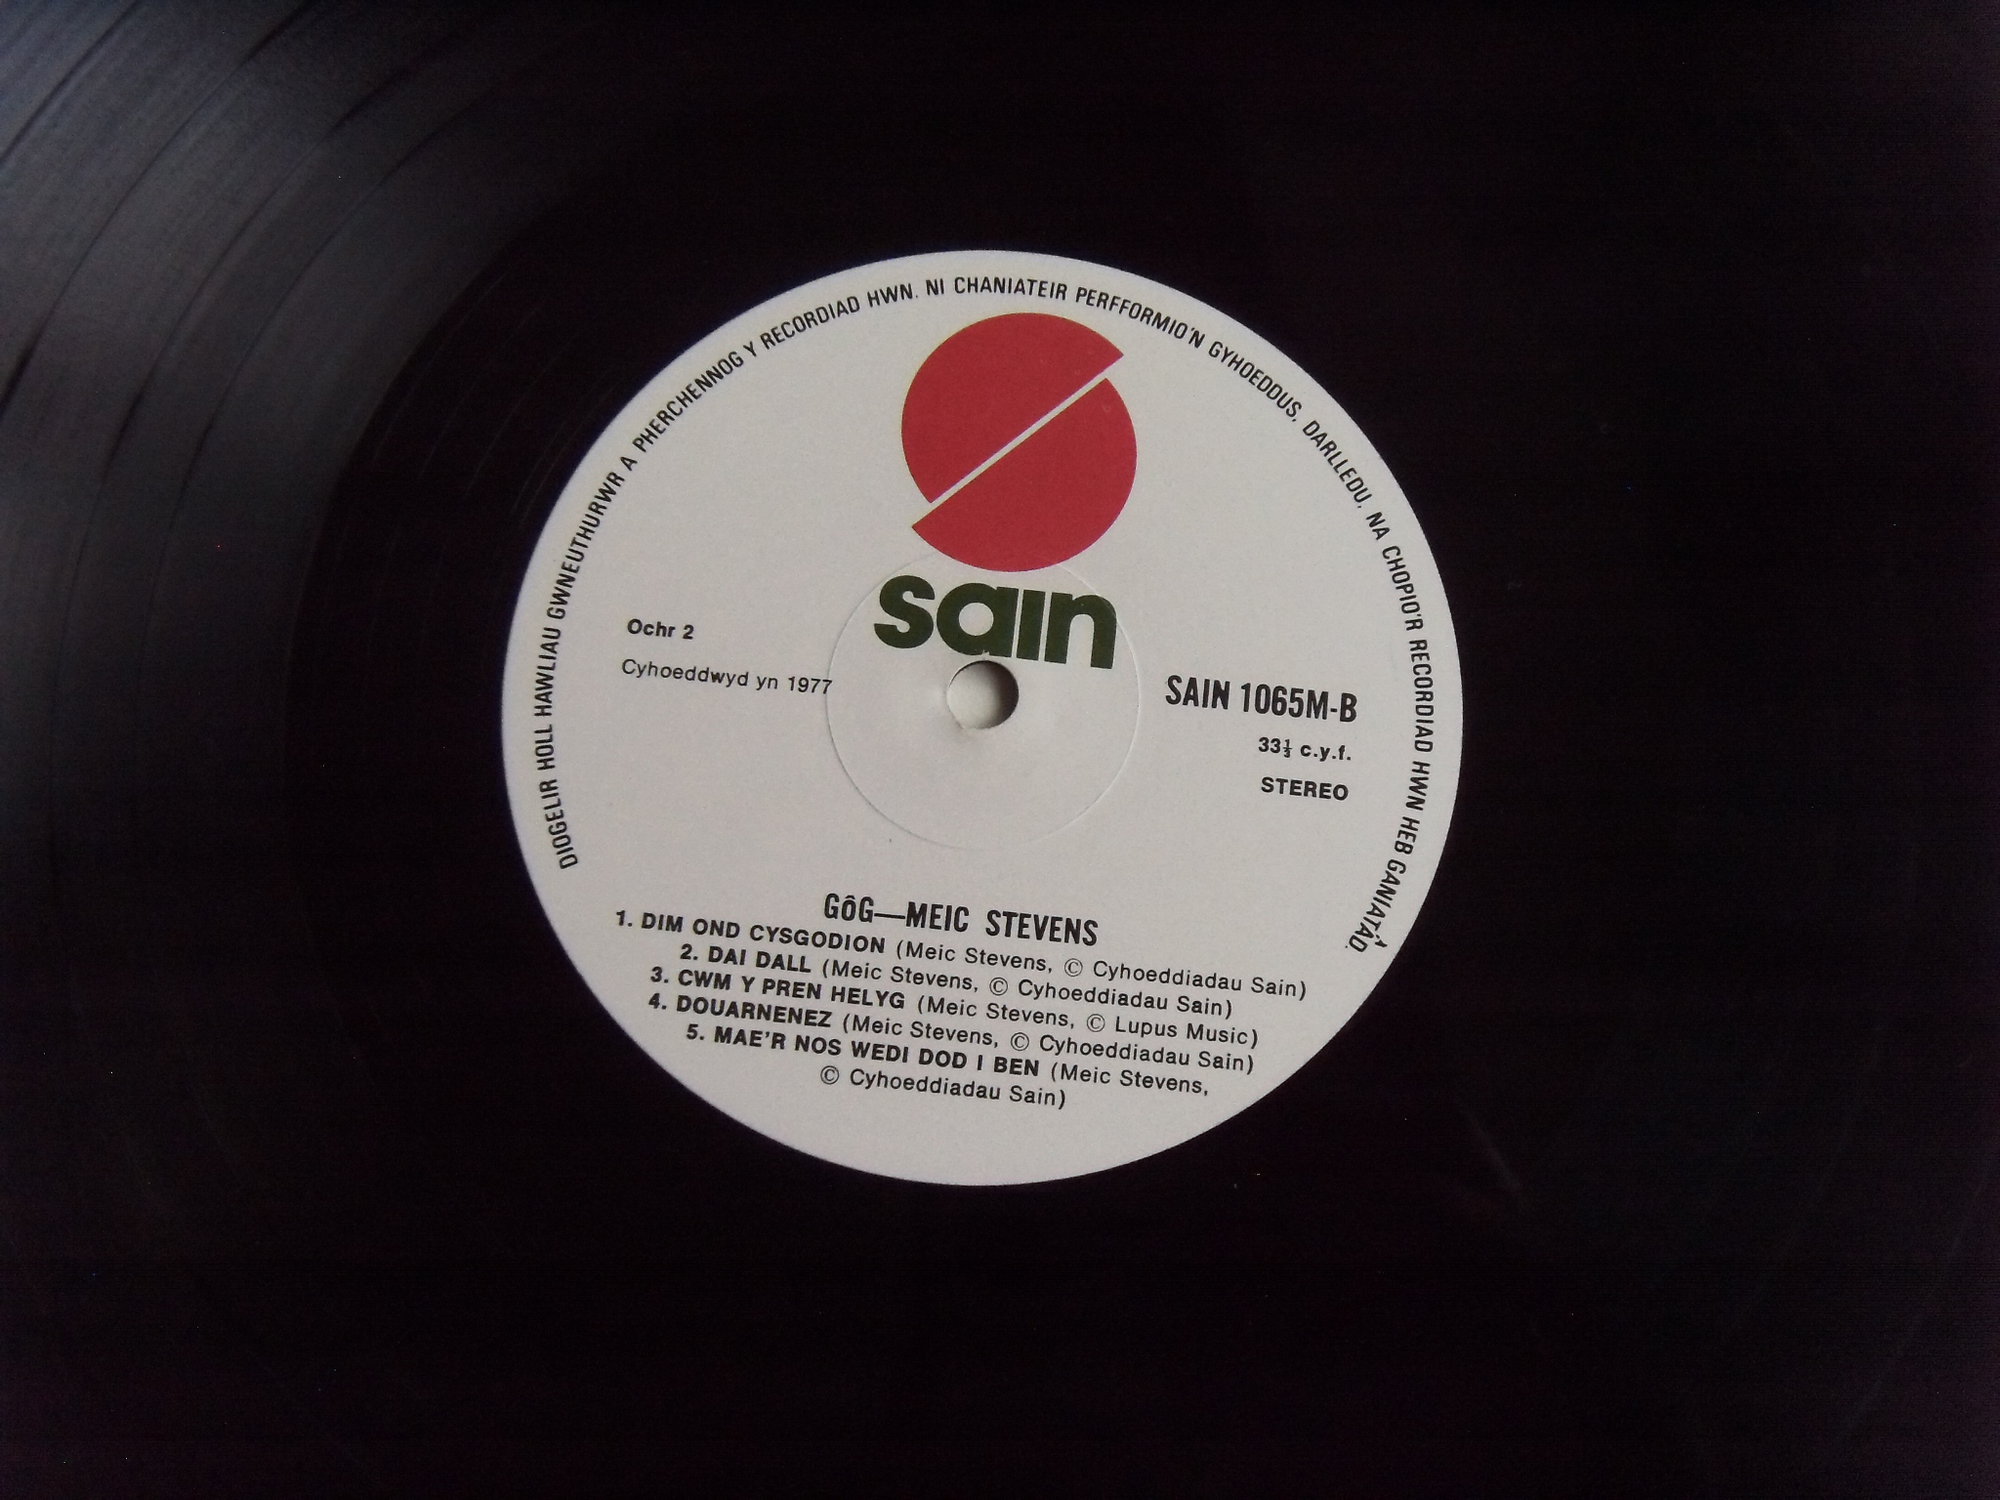 DIOGELIR HOLL HAWLIAU GWNEUTHURWR A PHERCHENNOG Y RECORDIAD HWN. NI CHANIATEIR PERFFORMIO'N GYHOEDDUS, DARLLEDU, NA CHOPIO'R RECORDIAD HWN HEB GANIATÂD.
sain
Ochr 2
Cyhoeddwyd yn 1977
SAIN 1065M-B
33⅓ c.y.f.
STEREO
GôG—MEIC STEVENS
1. DIM OND CYSGODION (Meic Stevens, © Cyhoeddiadau Sain)
2. DAI DALL (Meic Stevens, © Cyhoeddiadau Sain)
3. CWM Y PREN HELYG (Meic Stevens, © Lupus Music)
4. DOUARNENEZ (Meic Stevens, © Cyhoeddiadau Sain)
5. MAE'R NOS WEDI DOD I BEN (Meic Stevens,
© Cyhoeddiadau Sain)